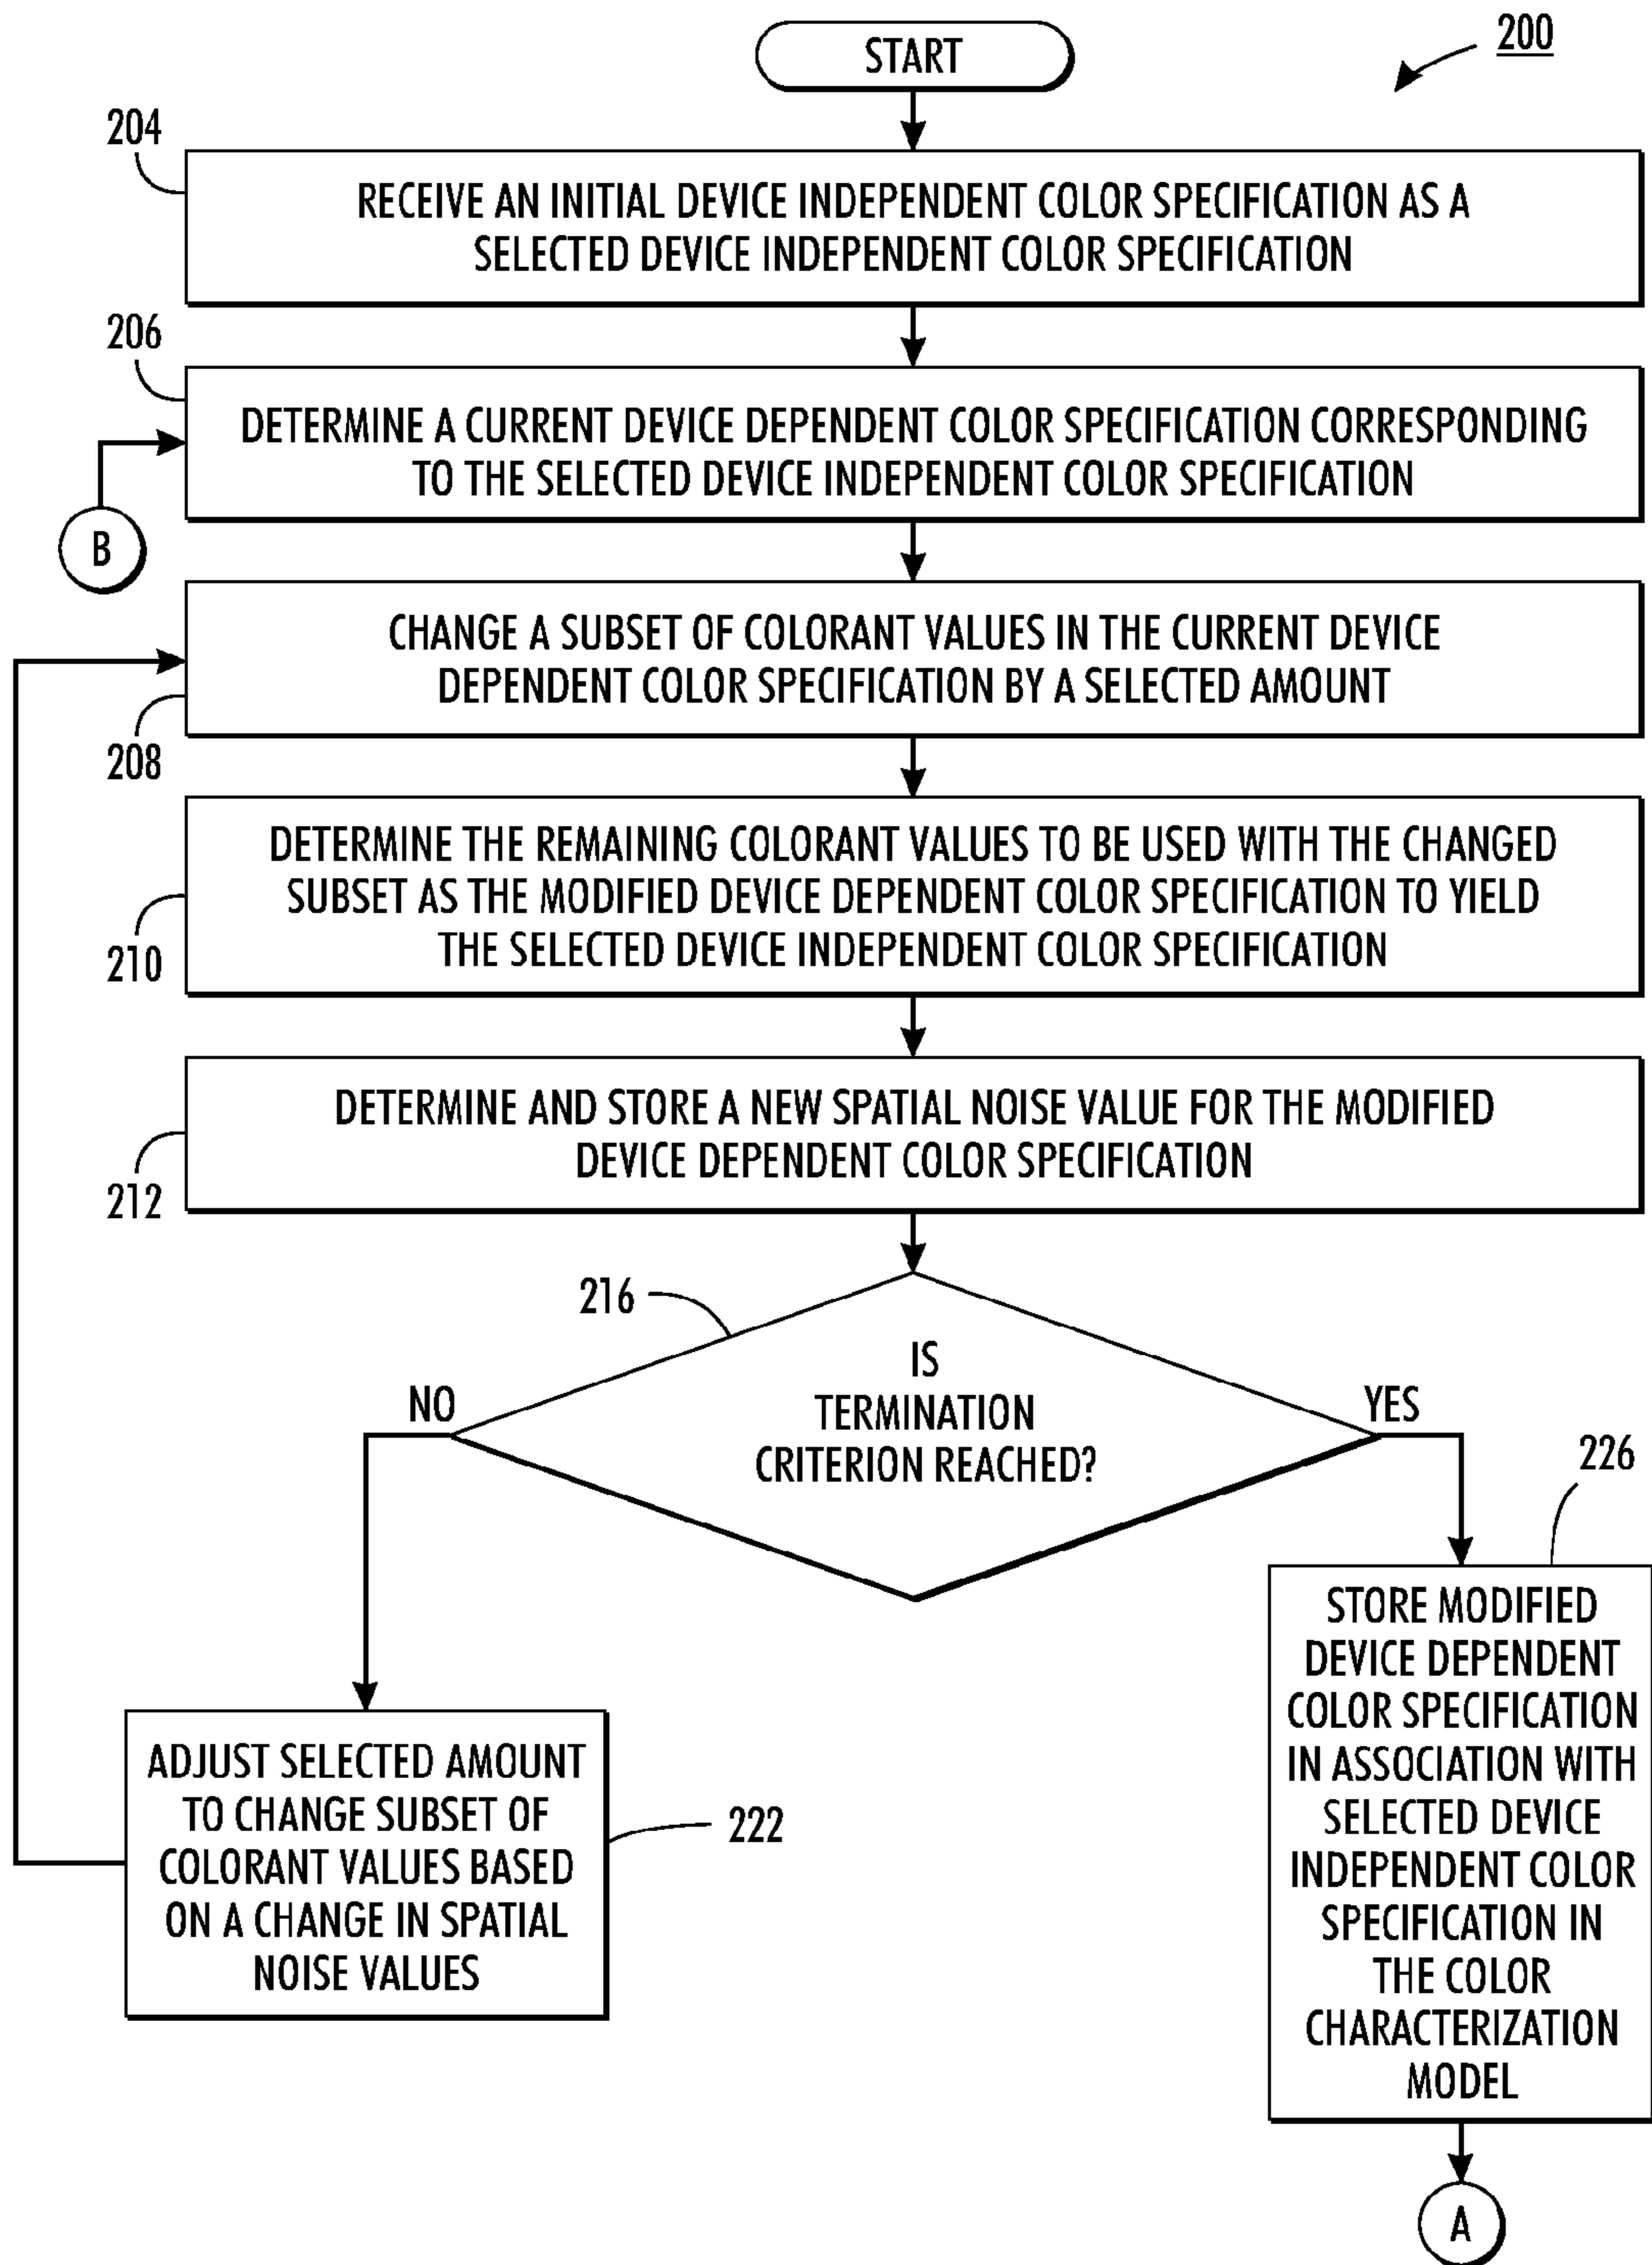 START
200
204
RECEIVE AN INITIAL DEVICE INDEPENDENT COLOR SPECIFICATION AS A
SELECTED DEVICE INDEPENDENT COLOR SPECIFICATION
206
DETERMINE A CURRENT DEVICE DEPENDENT COLOR SPECIFICATION CORRESPONDING
TO THE SELECTED DEVICE INDEPENDENT COLOR SPECIFICATION
B
CHANGE A SUBSET OF COLORANT VALUES IN THE CURRENT DEVICE
DEPENDENT COLOR SPECIFICATION BY A SELECTED AMOUNT
208
DETERMINE THE REMAINING COLORANT VALUES TO BE USED WITH THE CHANGED
SUBSET AS THE MODIFIED DEVICE DEPENDENT COLOR SPECIFICATION TO YIELD
THE SELECTED DEVICE INDEPENDENT COLOR SPECIFICATION
210
DETERMINE AND STORE A NEW SPATIAL NOISE VALUE FOR THE MODIFIED
DEVICE DEPENDENT COLOR SPECIFICATION
212
216
IS
TERMINATION
CRITERION REACHED?
NO
YES
226
ADJUST SELECTED AMOUNT
TO CHANGE SUBSET OF
COLORANT VALUES BASED
ON A CHANGE IN SPATIAL
NOISE VALUES
222
STORE MODIFIED
DEVICE DEPENDENT
COLOR SPECIFICATION
IN ASSOCIATION WITH
SELECTED DEVICE
INDEPENDENT COLOR
SPECIFICATION IN
THE COLOR
CHARACTERIZATION
MODEL
A